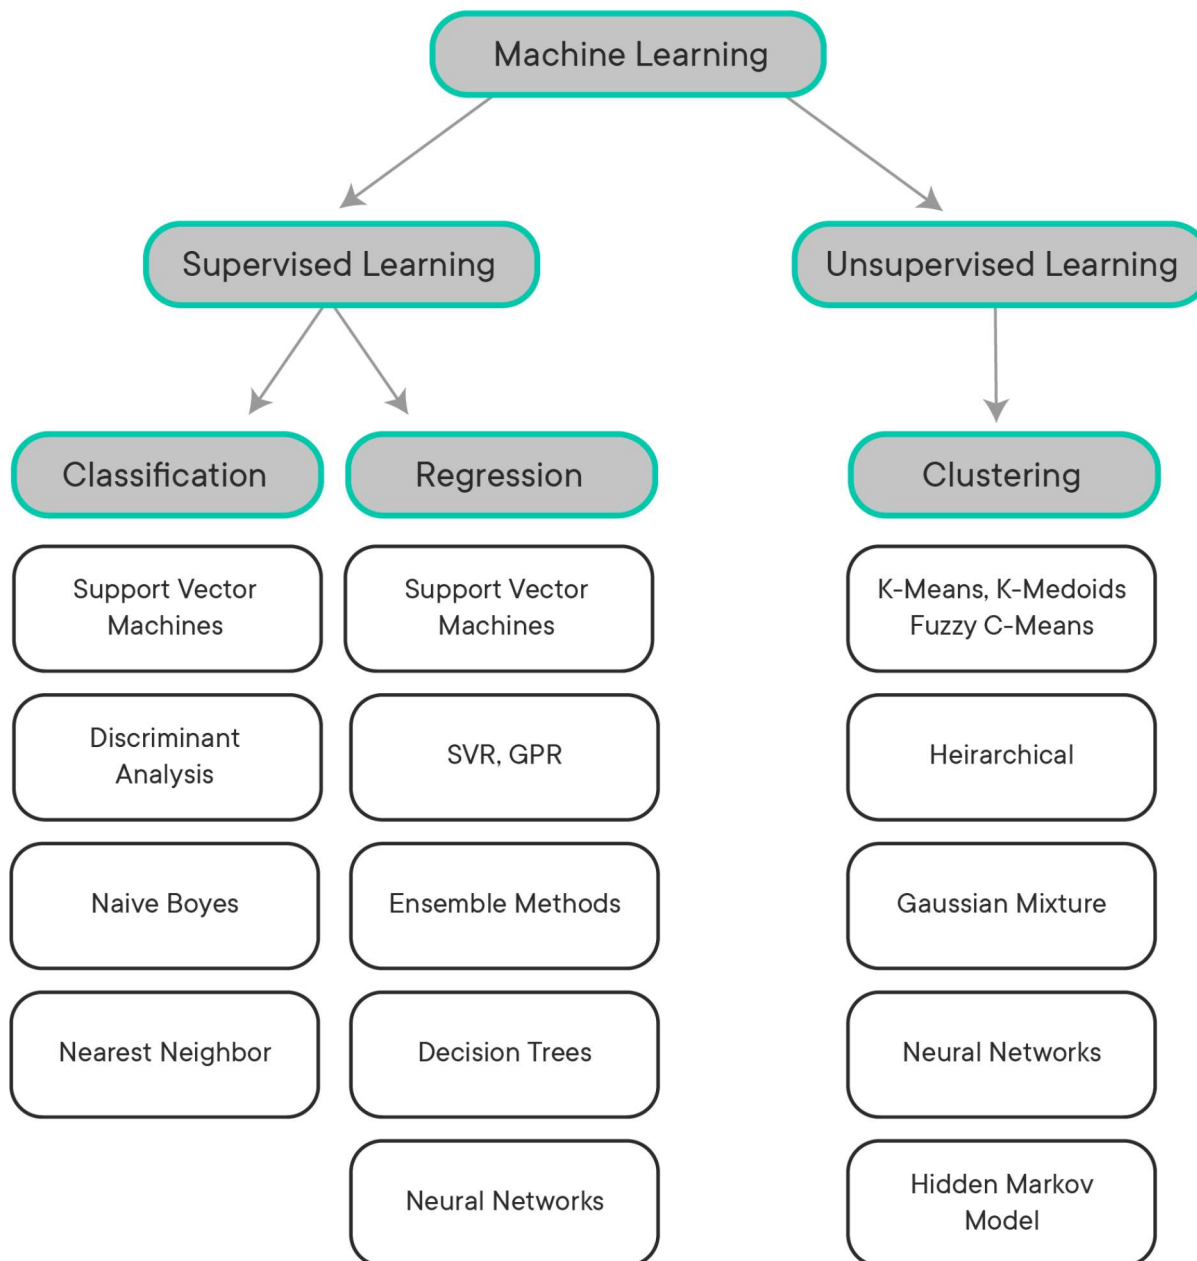 Machine Learning
Supervised Learning
Unsupervised Learning
Classification
Regression
Clustering
Support Vector
Machines
Support Vector
Machines
K-Means, K-Medoids
Fuzzy C-Means
Discriminant
Analysis
SVR, GPR
Heirarchical
Naive Boyes
Ensemble Methods
Gaussian Mixture
Nearest Neighbor
Decision Trees
Neural Networks
Neural Networks
Hidden Markov
Model